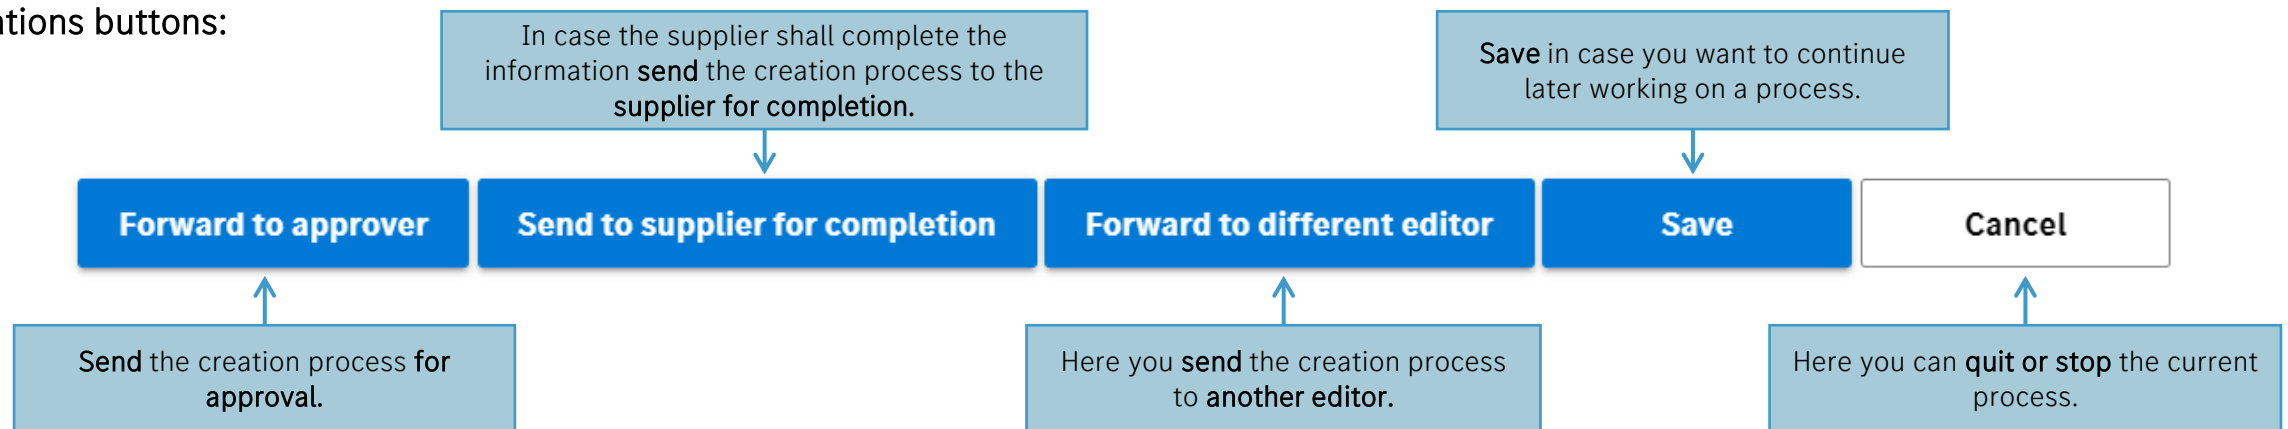 buttons:
In case the supplier shall complete the
information send the creation process to the
supplier for completion.
Save in case you want to continue
later working on a process.
Forward to approver
Send to supplier for completion
Forward to different editor
Save
Cancel
Send the creation process for
approval.
Here you send the creation process
to another editor.
Here you can quit or stop the current
process.